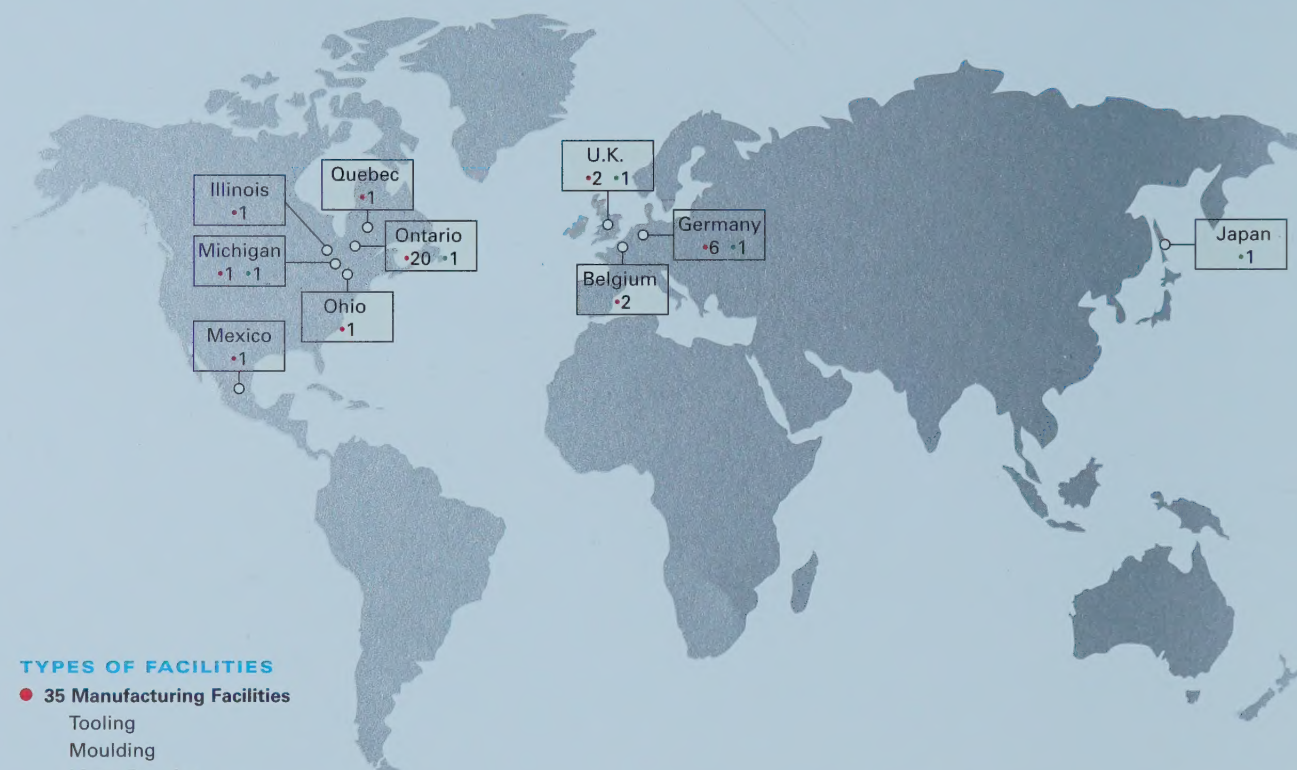 U.K.
•2 •1
Quebec
•1
Illinois
•1
Germany
•6 •1
Ontario
•20 •1
Japan
•1
Michigan
•1 •1
Belgium
•2
Ohio
•1
Mexico
•1
TYPES OF FACILITIES
● 35 Manufacturing Facilities
Tooling
Moulding